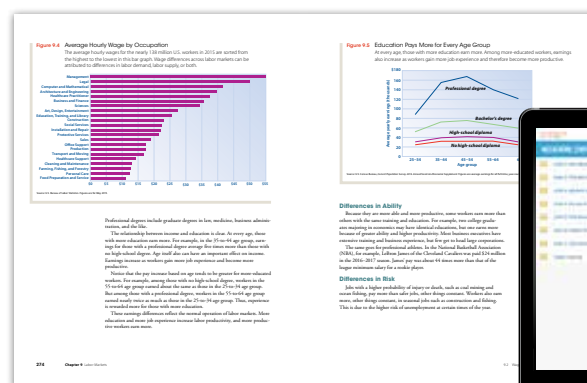 Figure 9.4 Average Hourly Wage by Occupation
The average hourly wages for the nearly 138 million U.S. workers in 2015 are sorted from
the highest to the lowest in this bar graph. Wage differences across labor markets can be
attributed to differences in labor demand, labor supply, or both.
Management
Legal
Computer and Mathematical
Architecture and Engineering
Healthcare Practitioner
Business and Finance
Sciences
Art, Design, Entertainment
Education, Training, and Library
Construction
Social Services
Installation and Repair
Protective Services
Sales
Office Support
Production
Transport and Moving
Healthcare Support
Cleaning and Maintenance
Farming, Fishing, and Forestry
Personal Care
Food Preparation and Service
$0 $5 $10 $15 $20 $25 $30 $35 $40 $45 $50 $55
Professional degrees include graduate degrees in law, medicine, business adminis-
tration, and the like.
The relationship between income and education is clear. At every age, those
with more education earn more. For example, in the 35-to-44 age group, earn-
ings for those with a professional degree average five times more than those with
no high-school degree. Age itself also can have an important effect on income.
Earnings increase as workers gain more job experience and become more
productive.
Notice that the pay increase based on age tends to be greater for more educated
workers. For example, among those with no high-school degree, workers in the
55-to-64 age group earned about the same as those in the 25-to-34 age group.
But among those with a professional degree, workers in the 55-to-64 age group
earned nearly twice as much as those in the 25-to-34 age group. Thus, experience
is rewarded more for those with more education.
These earnings differences reflect the normal operation of labor markets. More
education and more job experience increase labor productivity, and more produc-
tive workers earn more.
274 Chapter 9 Labor Markets
Figure 9.5 Education Pays More for Every Age Group
At every age, those with more education earn more. Among more educated workers, earnings
also increase as workers gain more job experience and therefore become more productive
Average yearly earnings (thousands)
$180
160
140
120
100
80
60
40
20
0
Professional degree
Bachelor's degree
High-school diploma
No high-school diploma
25–34 35–44 45–54 55–64
Age group
Differences in Ability
Because they are more able and more productive, some workers earn more than
others with the same training and education. For example, two college gradu-
ates majoring in economics may have identical educations, but one earns more
because of greater ability and higher productivity. Most business executives have
extensive training and business experience, but few get to head large corporations.
The same goes for professional athletes. In the National Basketball Association
(NBA), for example, LeBron James of the Cleveland Cavaliers was paid $24 million
in the 2016–2017 season. James' pay was about 44 times more than that of the
league minimum salary for a rookie player.
Differences in Risk
Jobs with a higher probability of injury or death, such as coal mining and
ocean fishing, pay more than safer jobs, other things constant. Workers also earn
more, other things constant, in seasonal jobs such as construction and fishing.
This is due to the higher risk of unemployment at certain times of the year.